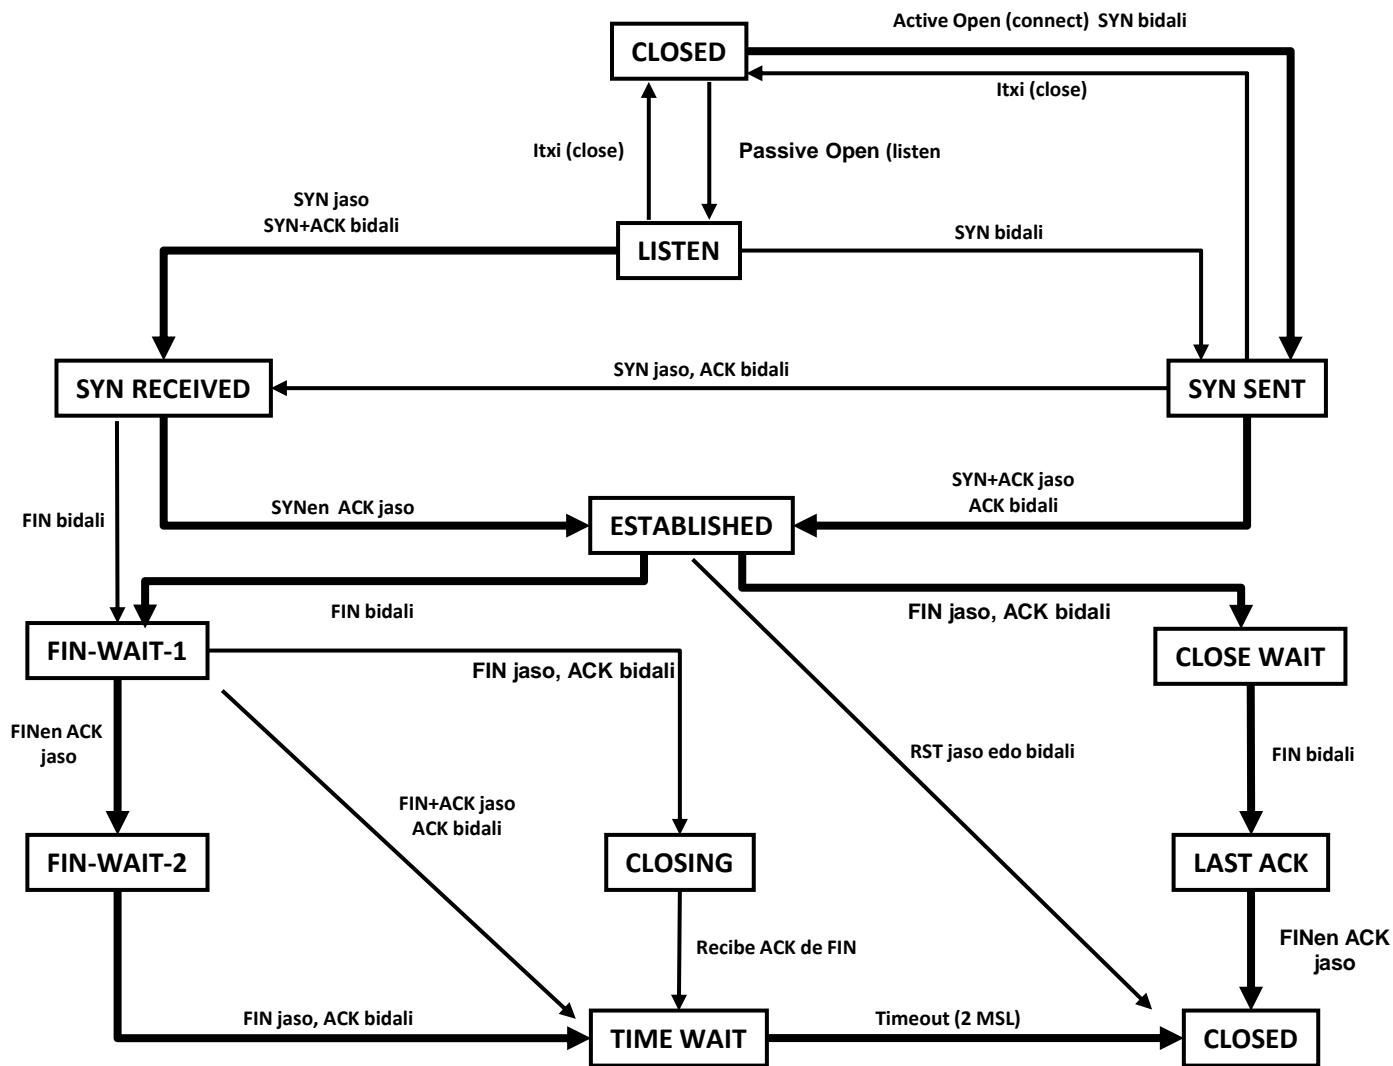 Active Open (connect)  SYN bidali
CLOSED
Itxi (close)
Itxi (close)
Passive Open (listen
SYN jaso
SYN+ACK bidali
LISTEN
SYN bidali
SYN RECEIVED
SYN jaso, ACK bidali
SYN SENT
FIN bidali
SYNen  ACK jaso
ESTABLISHED
SYN+ACK jaso
ACK bidali
FIN bidali
FIN jaso, ACK bidali
FIN-WAIT-1
FIN jaso, ACK bidali
CLOSE WAIT
FINen ACK
jaso
RST jaso edo bidali
FIN bidali
FIN+ACK jaso
ACK bidali
FIN-WAIT-2
CLOSING
LAST ACK
Recibe ACK de FIN
FINen ACK
jaso
FIN jaso, ACK bidali
TIME WAIT
Timeout (2 MSL)
CLOSED